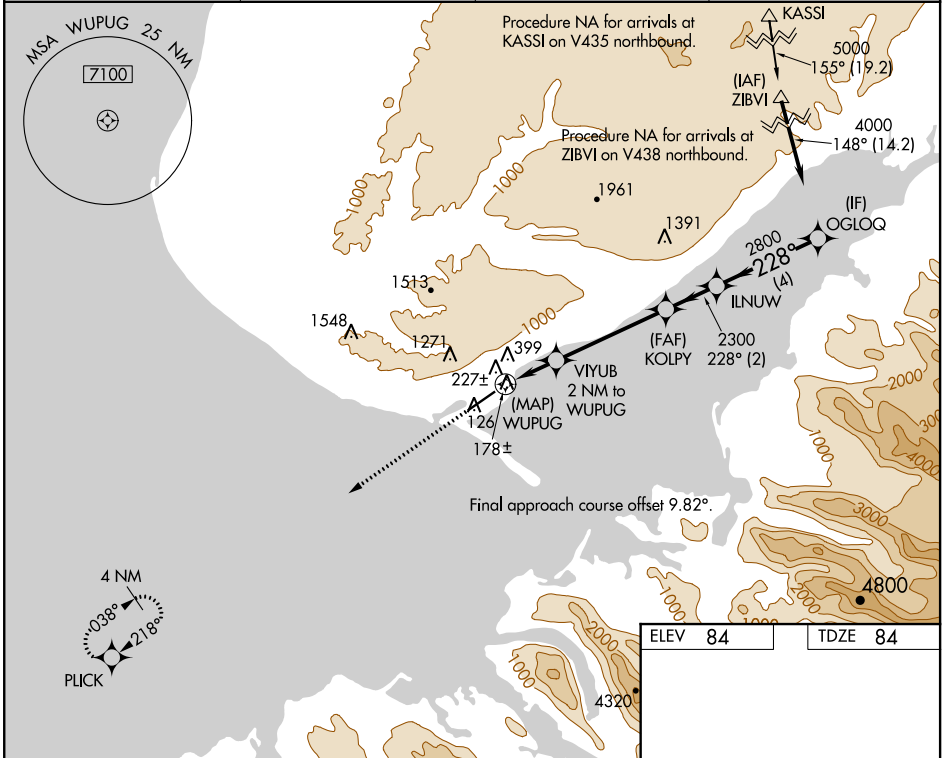 MSA WUPUG 25 NM
7100
Procedure NA for arrivals at
KASSI on V435 northbound.
KASSI
5000
155° (19.2)
(IAF)
ZIBVI
Procedure NA for arrivals at
ZIBVI on V438 northbound.
4000
148° (14.2)
1000
1000
1961
1391
(IF)
OGLOQ
2800
228°
(4)
ILNUW
1513
1548
1271
1000
399
(FAF)
KOLPY
2300
228° (2)
227±
VIYUB
2 NM to
WUPUG
(MAP)
WUPUG
126
178±
2000
3000
1000
4000
Final approach course offset 9.82°.
3000
4 NM
038°
218°
PLICK
4800
2000
1000
1000
2000
1000
4320
ELEV 84
TDZE 84